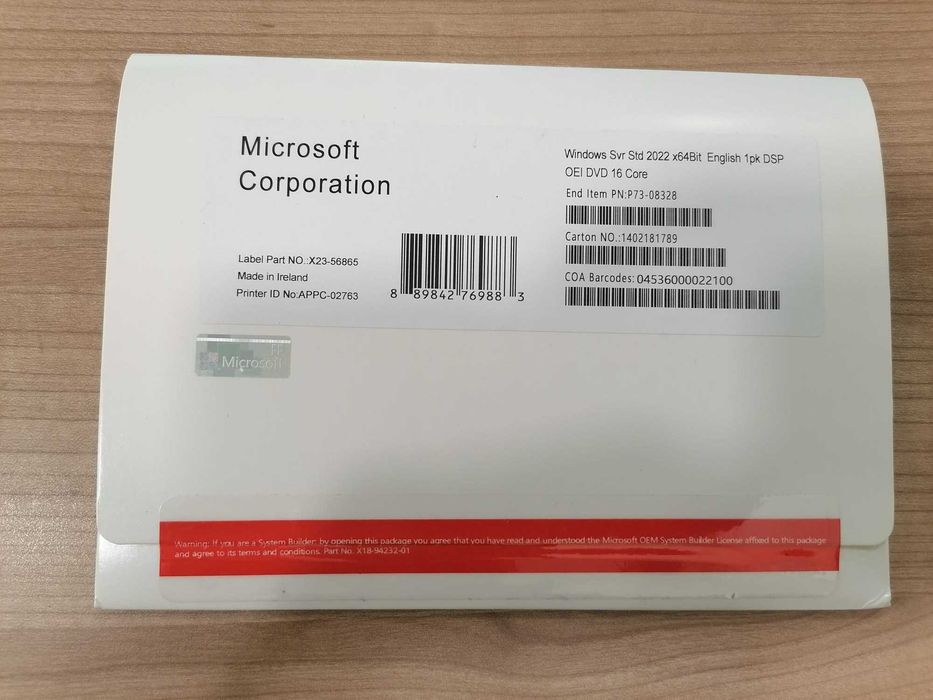 Microsoft
Corporation
Label Part NO.:X23-56865
Made in Ireland
Printer ID No:APPC-02763
8 89842 76988 3
Windows Svr Std 2022 x64Bit English 1pk DSP
OEI DVD 16 Core
End Item PN:P73-08328
Carton NO.:1402181789
COA Barcodes: 04536000022100
Microsoft
Warning: If you are a System Builder: by opening this package you agree that you have read and understood the Microsoft OEM System Builder License affixed to this package
and agree to its terms and conditions. Part No. X18-94232-01